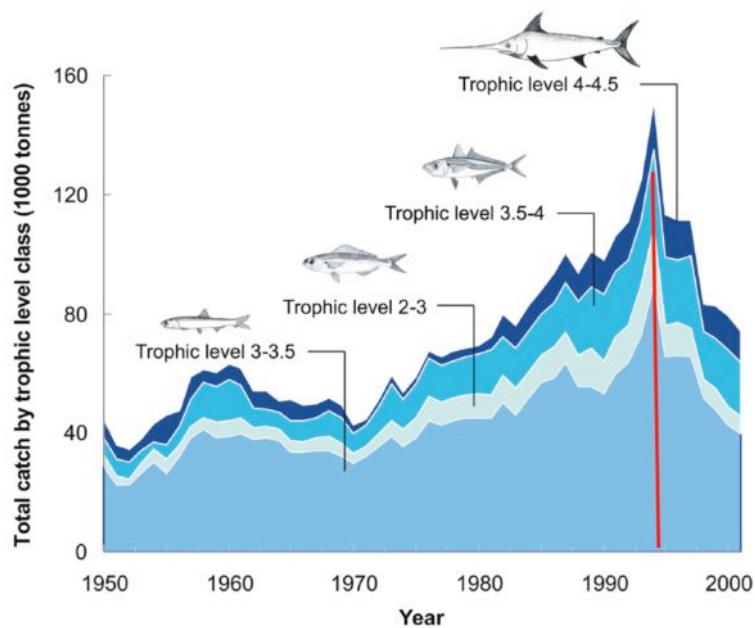 Total catch by trophic level class (1000 tonnes)
160
120
80
40
0
Trophic level 4-4.5
Trophic level 3.5-4
Trophic level 2-3
Trophic level 3-3.5
1950 1960 1970 1980 1990 2000
Year